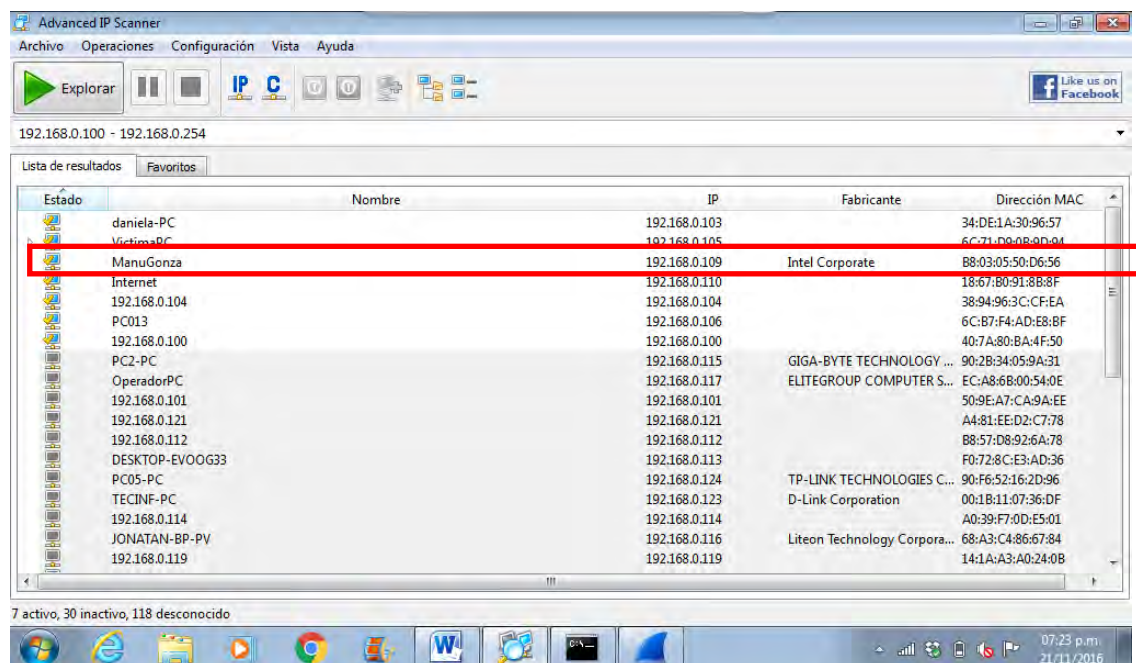 Advanced IP Scanner
Archivo Operaciones Configuración Vista Ayuda
Explorar IP C Like us on Facebook
192.168.0.100 - 192.168.0.254
Lista de resultados Favoritos
Estado Nombre IP Fabricante Dirección MAC
daniela-PC 192.168.0.103 34:DE:1A:30:96:57
VictimaPC 192.168.0.105 6C:71:D9:0B:9D:94
ManuGonza 192.168.0.109 Intel Corporate B8:03:05:50:D6:56
Internet 192.168.0.110 18:67:B0:91:8B:8F
192.168.0.104 192.168.0.104 38:94:96:3C:CF:EA
PC013 192.168.0.106 6C:B7:F4:AD:E8:BF
192.168.0.100 192.168.0.100 40:7A:80:BA:4F:50
PC2-PC 192.168.0.115 GIGA-BYTE TECHNOLOGY ... 90:2B:34:05:9A:31
OperadorPC 192.168.0.117 ELITEGROUP COMPUTER S... EC:A8:6B:00:54:0E
192.168.0.101 192.168.0.101 50:9E:A7:CA:9A:EE
192.168.0.121 192.168.0.121 A4:81:EE:D2:C7:78
192.168.0.112 192.168.0.112 B8:57:D8:92:6A:78
DESKTOP-EVOOG33 192.168.0.113 F0:72:8C:E3:AD:36
PC05-PC 192.168.0.124 TP-LINK TECHNOLOGIES C... 90:F6:52:16:2D:96
TECINF-PC 192.168.0.123 D-Link Corporation 00:1B:11:07:36:DF
192.168.0.114 192.168.0.114 A0:39:F7:0D:E5:01
JONATAN-BP-PV 192.168.0.116 Liteon Technology Corpora... 68:A3:C4:86:67:84
192.168.0.119 192.168.0.119 14:1A:A3:A0:24:0B
7 activo, 30 inactivo, 118 desconocido
07:23 p.m.
21/11/2016